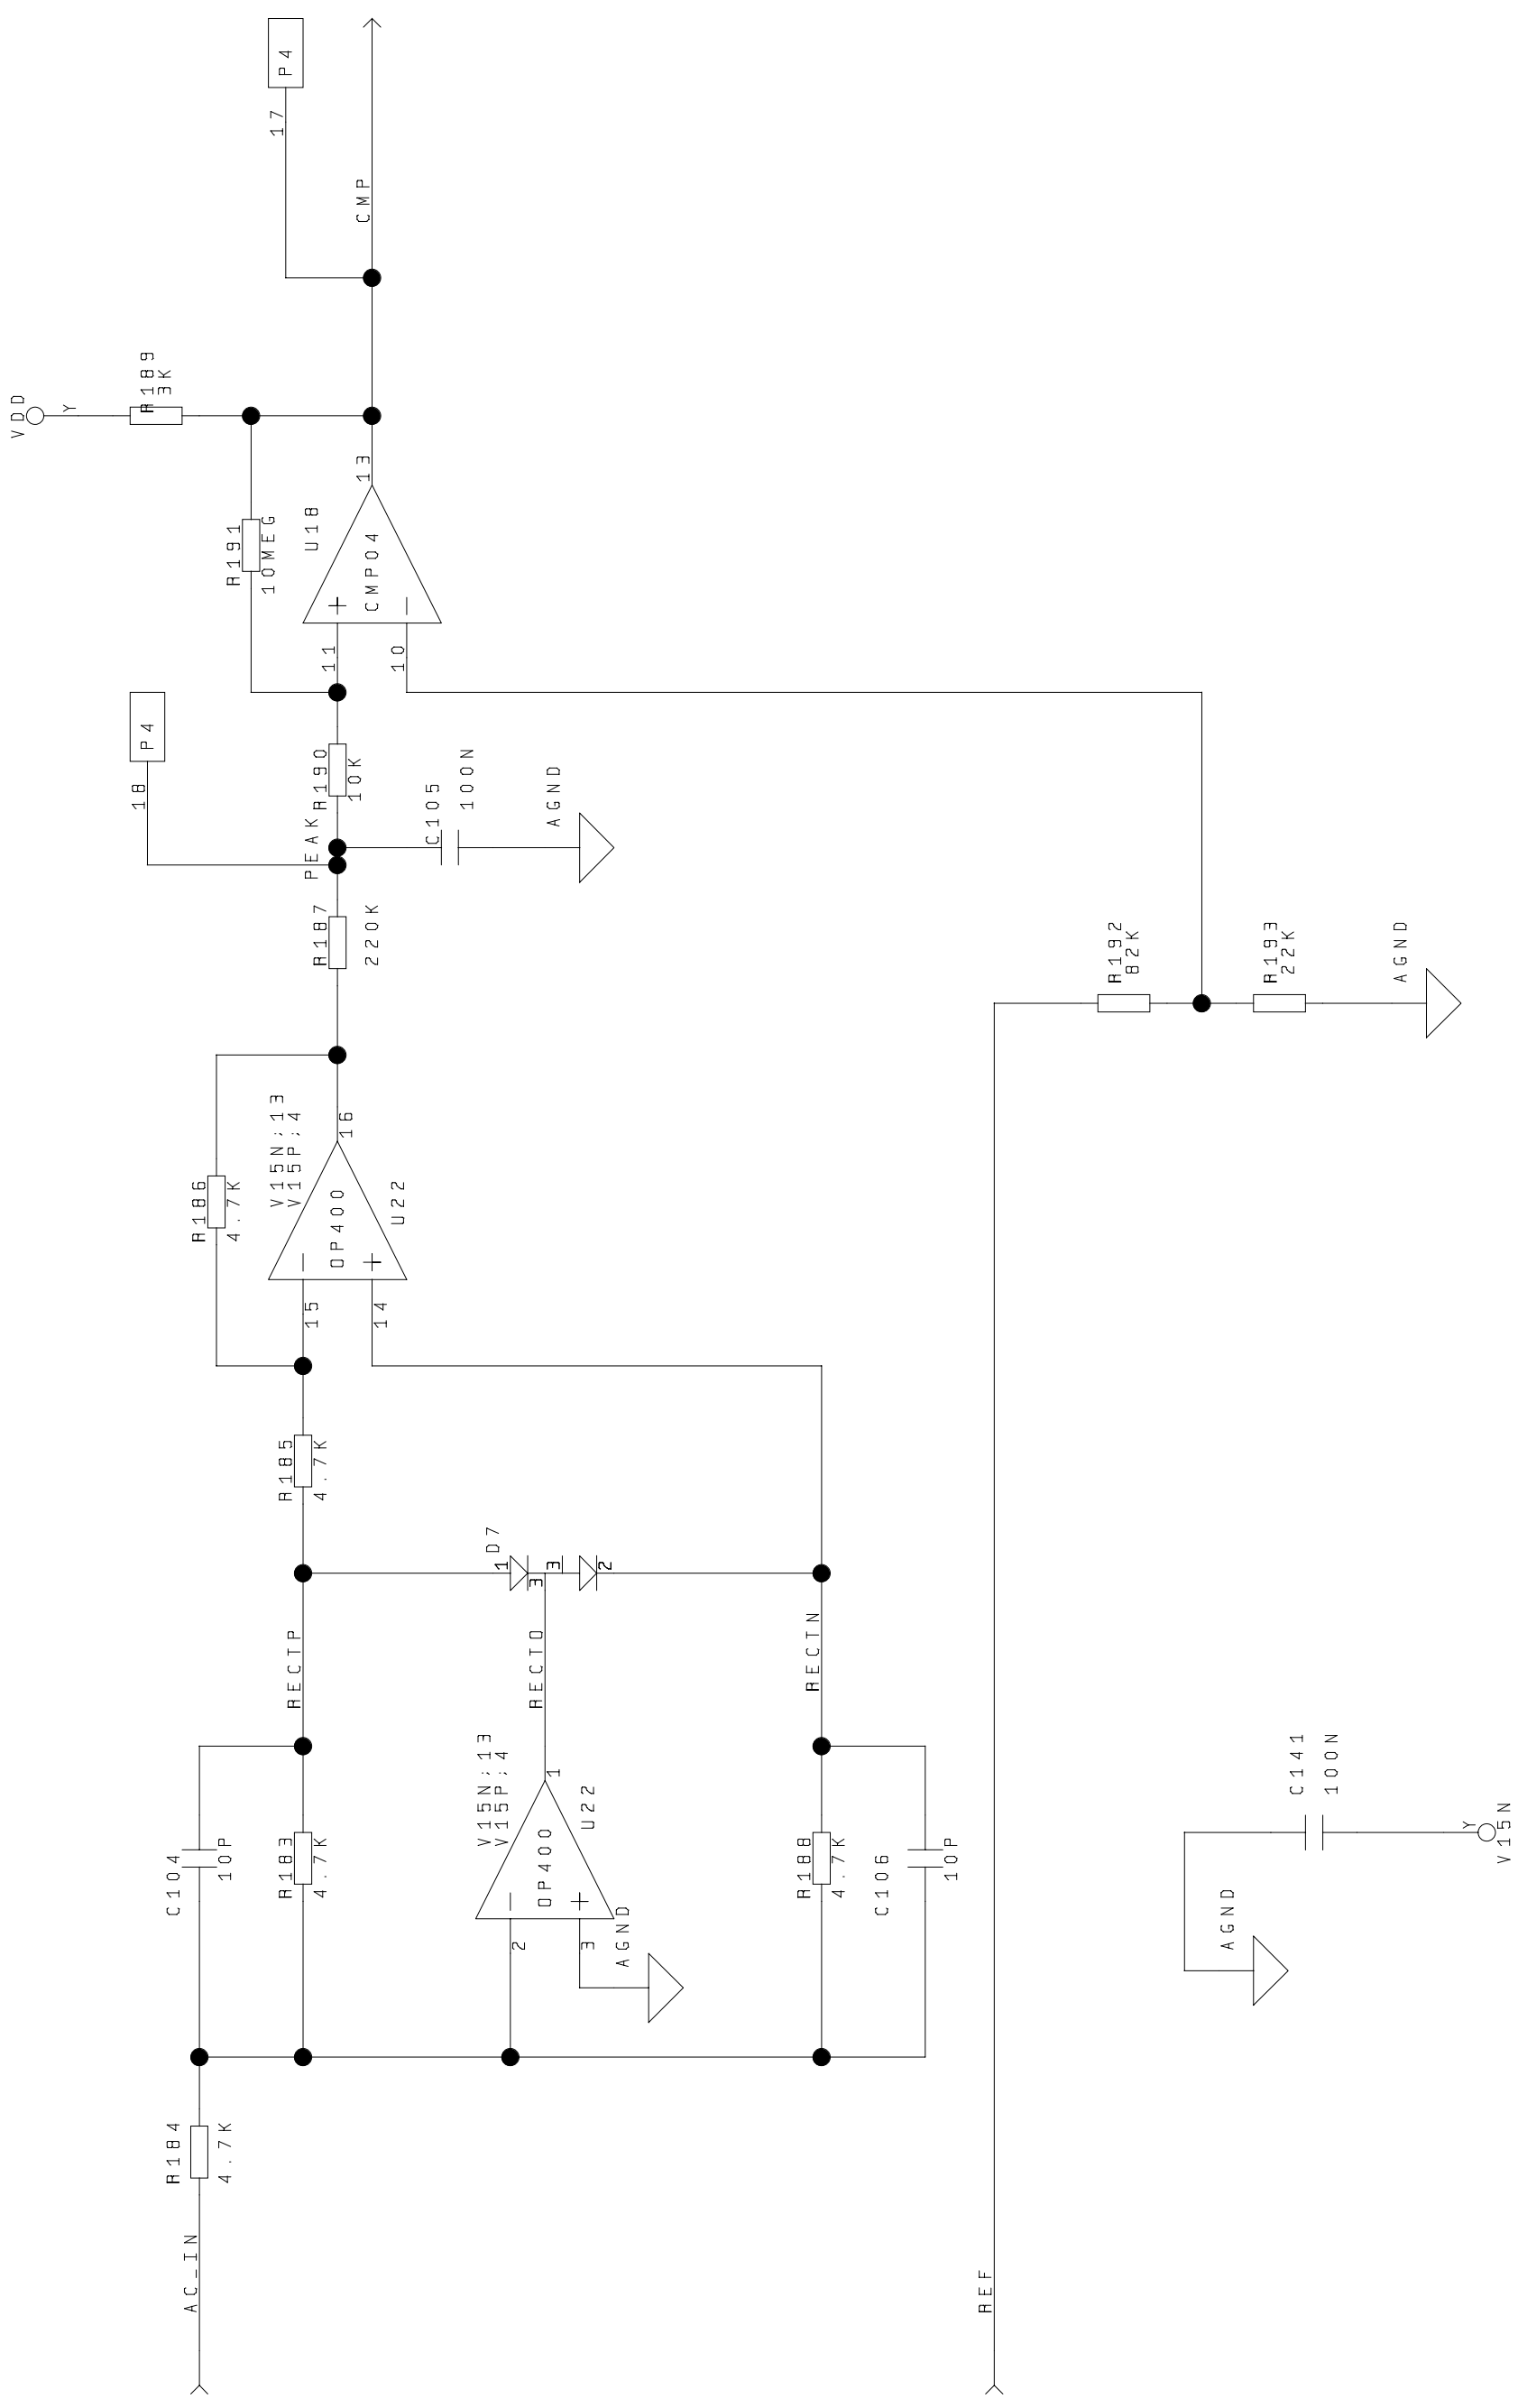 AC_IN
R184
4.7K
C104
10P
R183
4.7K
RECTP
V15N;13
V15P;4
OP400
U22
2
3
1
AGND
RECTO
R188
4.7K
C106
10P
RECTN
D7
1
3
3
2
R185
4.7K
R186
4.7K
V15N;13
V15P;4
OP400
U22
15
14
16
R187
220K
PEAK
18
P4
C105
100N
AGND
R190
10K
R191
10MEG
U18
CMP04
11
10
13
VDD
Y
R189
3K
CMP
17
P4
REF
R192
82K
R193
22K
AGND
C141
100N
AGND
Y
V15N